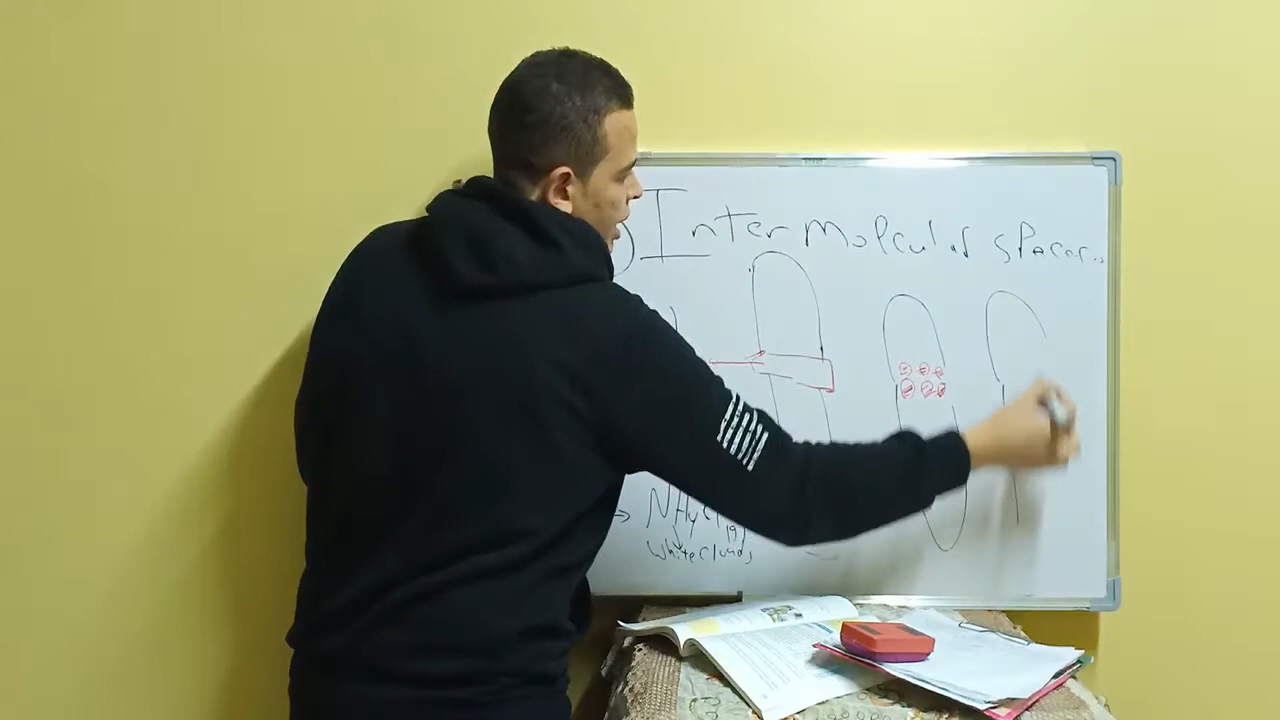 ) Intermolcular spaces..
→ NH4Cl(g)
white clouds